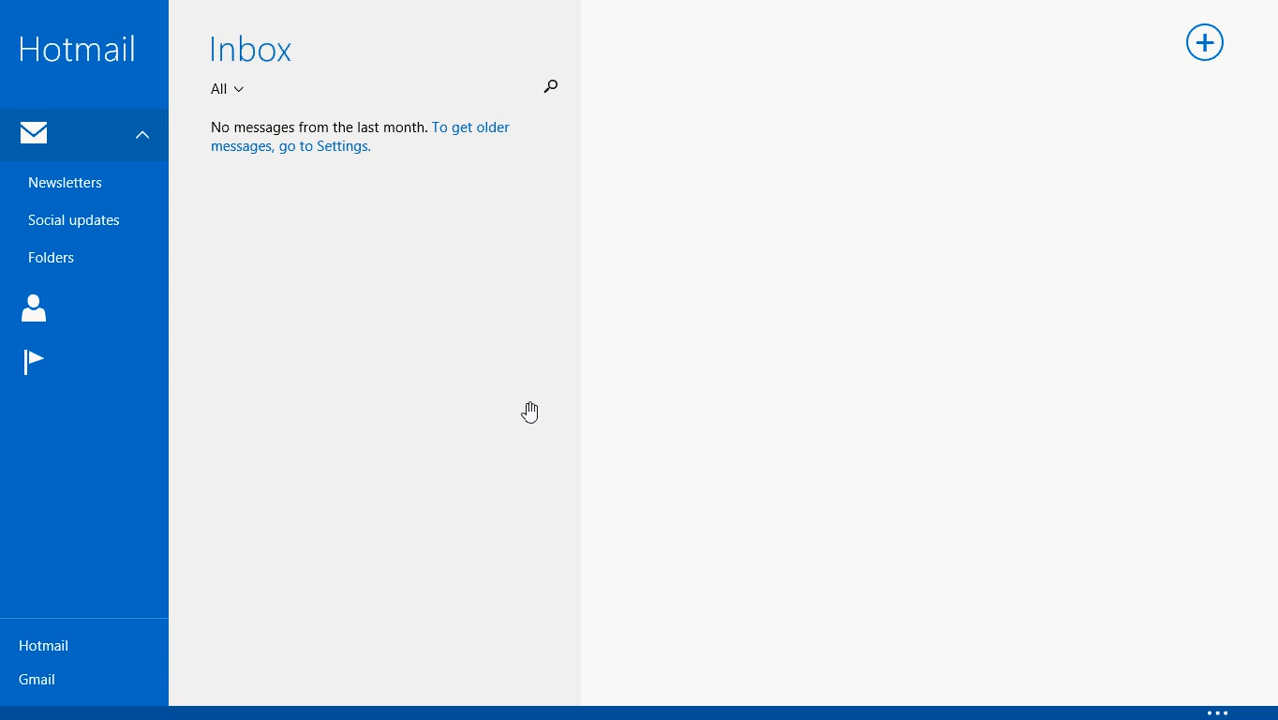 Hotmail
Inbox
All
No messages from the last month. To get older
messages, go to Settings.
Newsletters
Social updates
Folders
Hotmail
Gmail